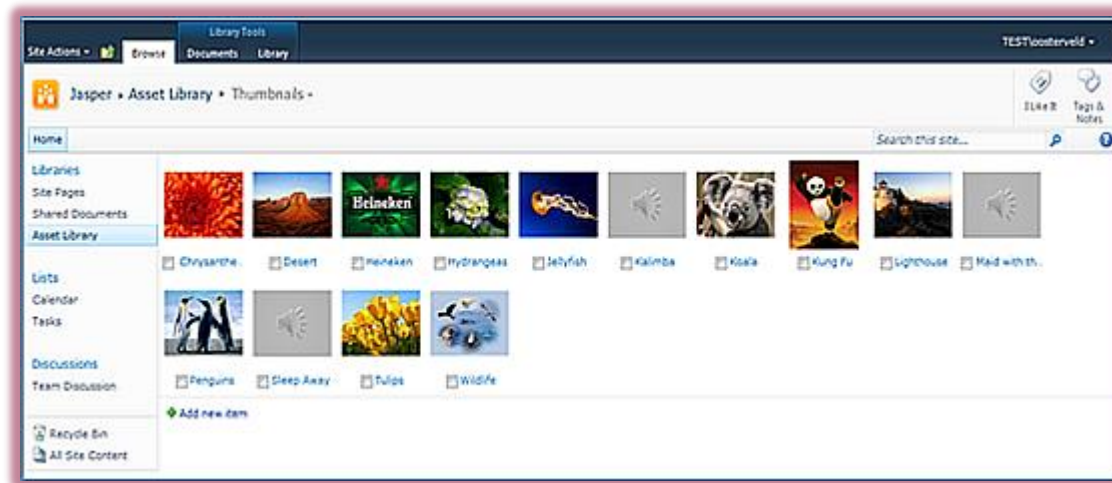 Library Tools
Site Actions
Browse
Documents
Library
TEST\oosterveld
Jasper ▸ Asset Library ▸ Thumbnails
I Like It
Tags &
Notes
Home
Search this site...
Libraries
Site Pages
Shared Documents
Asset Library
Lists
Calendar
Tasks
Discussions
Team Discussion
Recycle Bin
All Site Content
Heineken
Chrysanthe..
Desert
Heineken
Hydrangeas
Jellyfish
Kalimba
Koala
Kung Fu
Lighthouse
Maid with th..
Penguins
Sleep Away
Tulips
Wildlife
Add new item